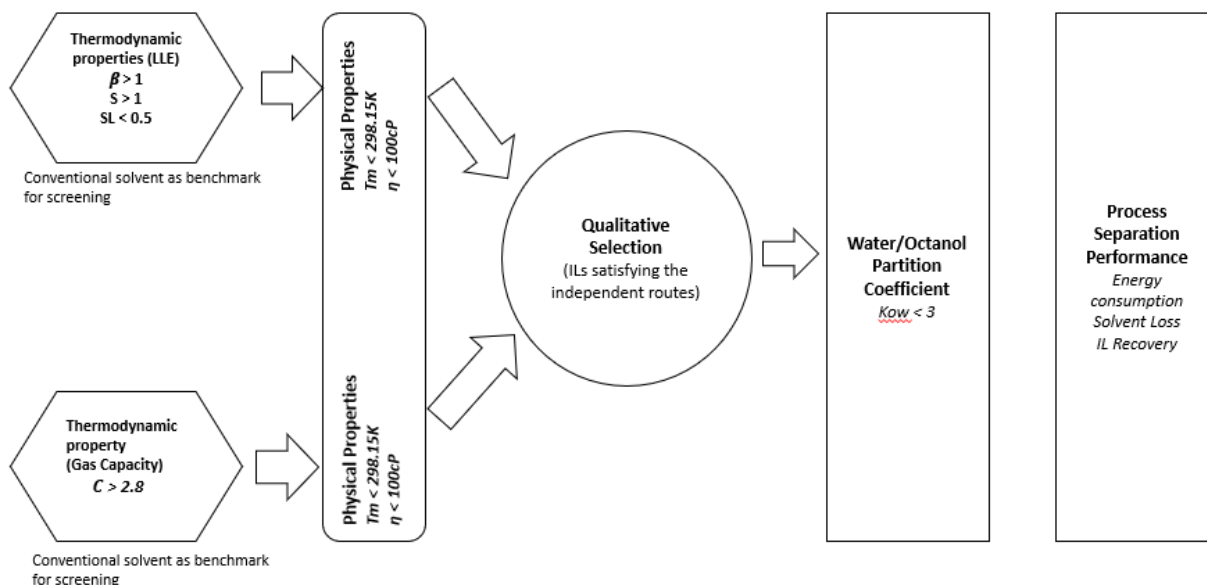 Thermodynamic
properties (LLE)
β > 1
S > 1
SL < 0.5
Conventional solvent as benchmark
for screening
Physical Properties
Tm < 298.15K
η < 100cP
Thermodynamic
property
(Gas Capacity)
C > 2.8
Conventional solvent as benchmark
for screening
Physical Properties
Tm < 298.15K
η < 100cP
Qualitative
Selection
(ILs satisfying the
independent routes)
Water/Octanol
Partition
Coefficient
Kow < 3
Process
Separation
Performance
Energy
consumption
Solvent Loss
IL Recovery